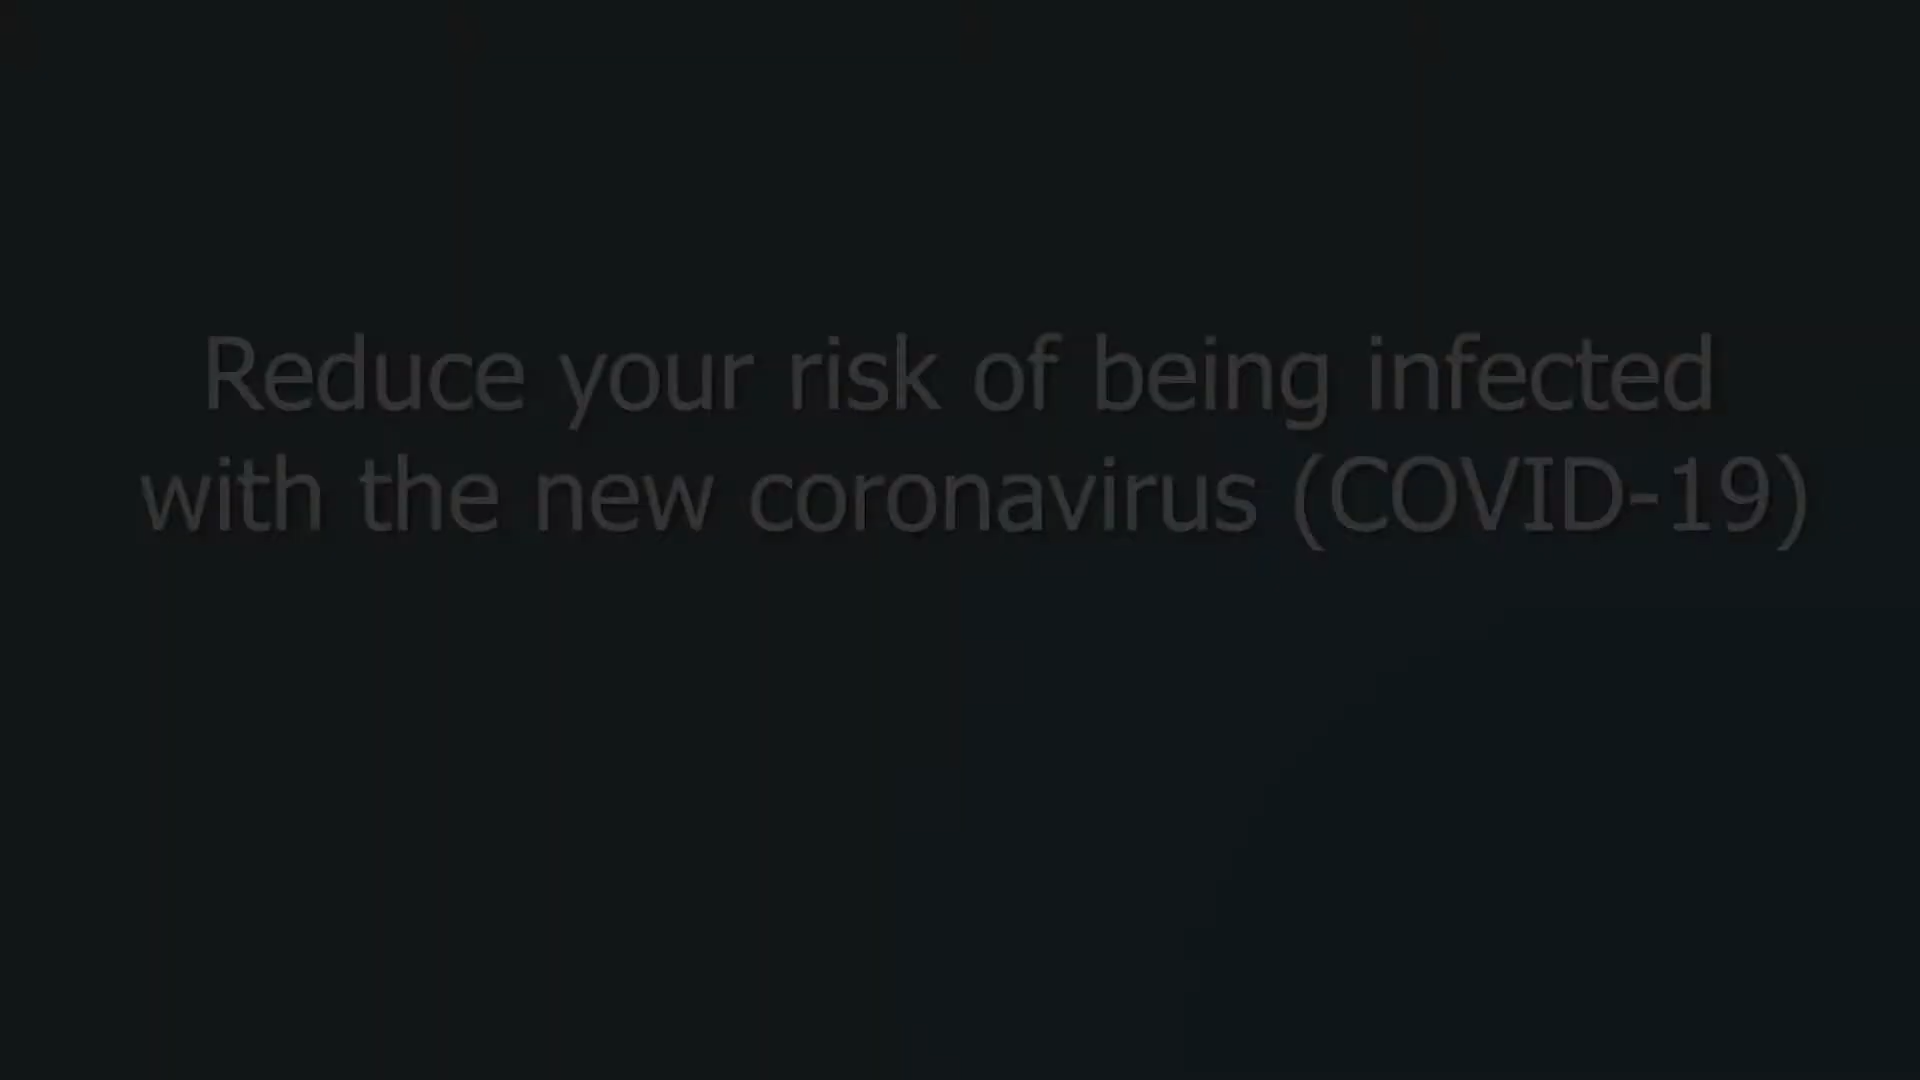 Reduce your risk of being infected
with the new coronavirus (COVID-19)